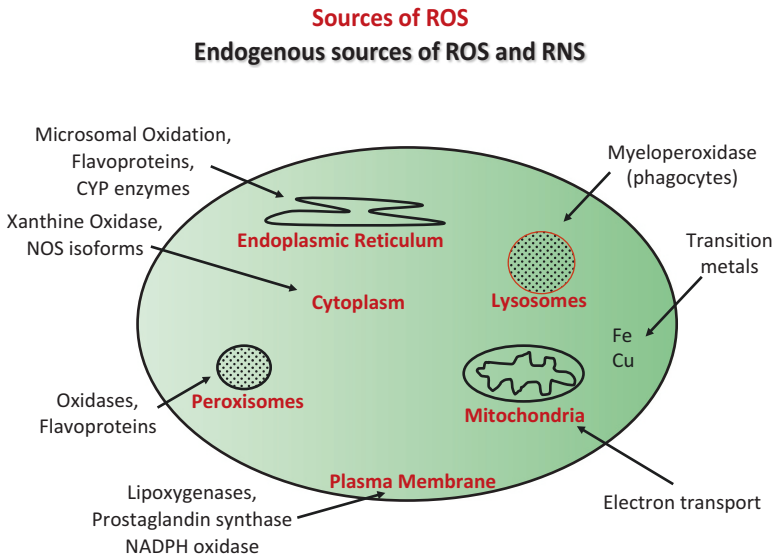 Sources of ROS
Endogenous sources of ROS and RNS
Microsomal Oxidation,
Flavoproteins,
CYP enzymes
Myeloperoxidase
(phagocytes)
Xanthine Oxidase,
NOS isoforms
Endoplasmic Reticulum
Transition
metals
Cytoplasm
Lysosomes
Fe
Cu
Oxidases,
Flavoproteins
Peroxisomes
Mitochondria
Plasma Membrane
Lipoxygenases,
Prostaglandin synthase
NADPH oxidase
Electron transport